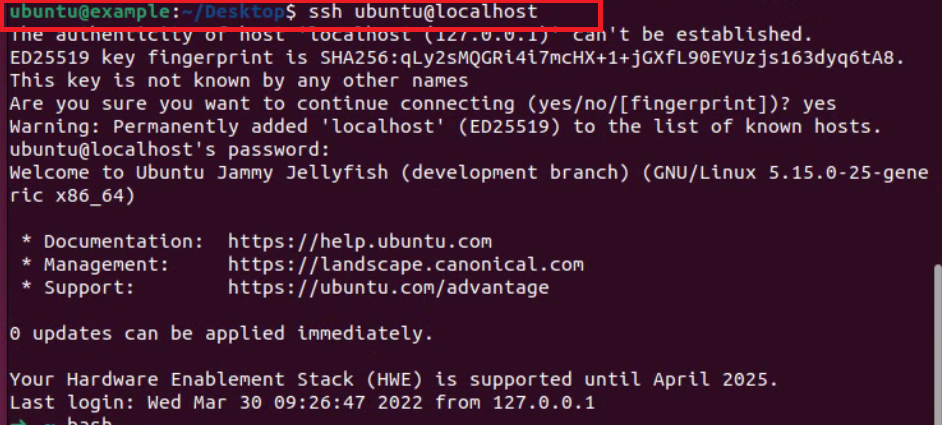 ubuntu@example:~/Desktop$ ssh ubuntu@localhost
The authenticity of host 'localhost (127.0.0.1)' can't be established.
ED25519 key fingerprint is SHA256:qLy2sMQGRi4i7mcHX+1+jGXfL90EYUzjs163dyq6tA8.
This key is not known by any other names
Are you sure you want to continue connecting (yes/no/[fingerprint])? yes
Warning: Permanently added 'localhost' (ED25519) to the list of known hosts.
ubuntu@localhost's password:
Welcome to Ubuntu Jammy Jellyfish (development branch) (GNU/Linux 5.15.0-25-gene
ric x86_64)
* Documentation:  https://help.ubuntu.com
* Management:     https://landscape.canonical.com
* Support:        https://ubuntu.com/advantage
0 updates can be applied immediately.
Your Hardware Enablement Stack (HWE) is supported until April 2025.
Last login: Wed Mar 30 09:26:47 2022 from 127.0.0.1
➜  ~ bash